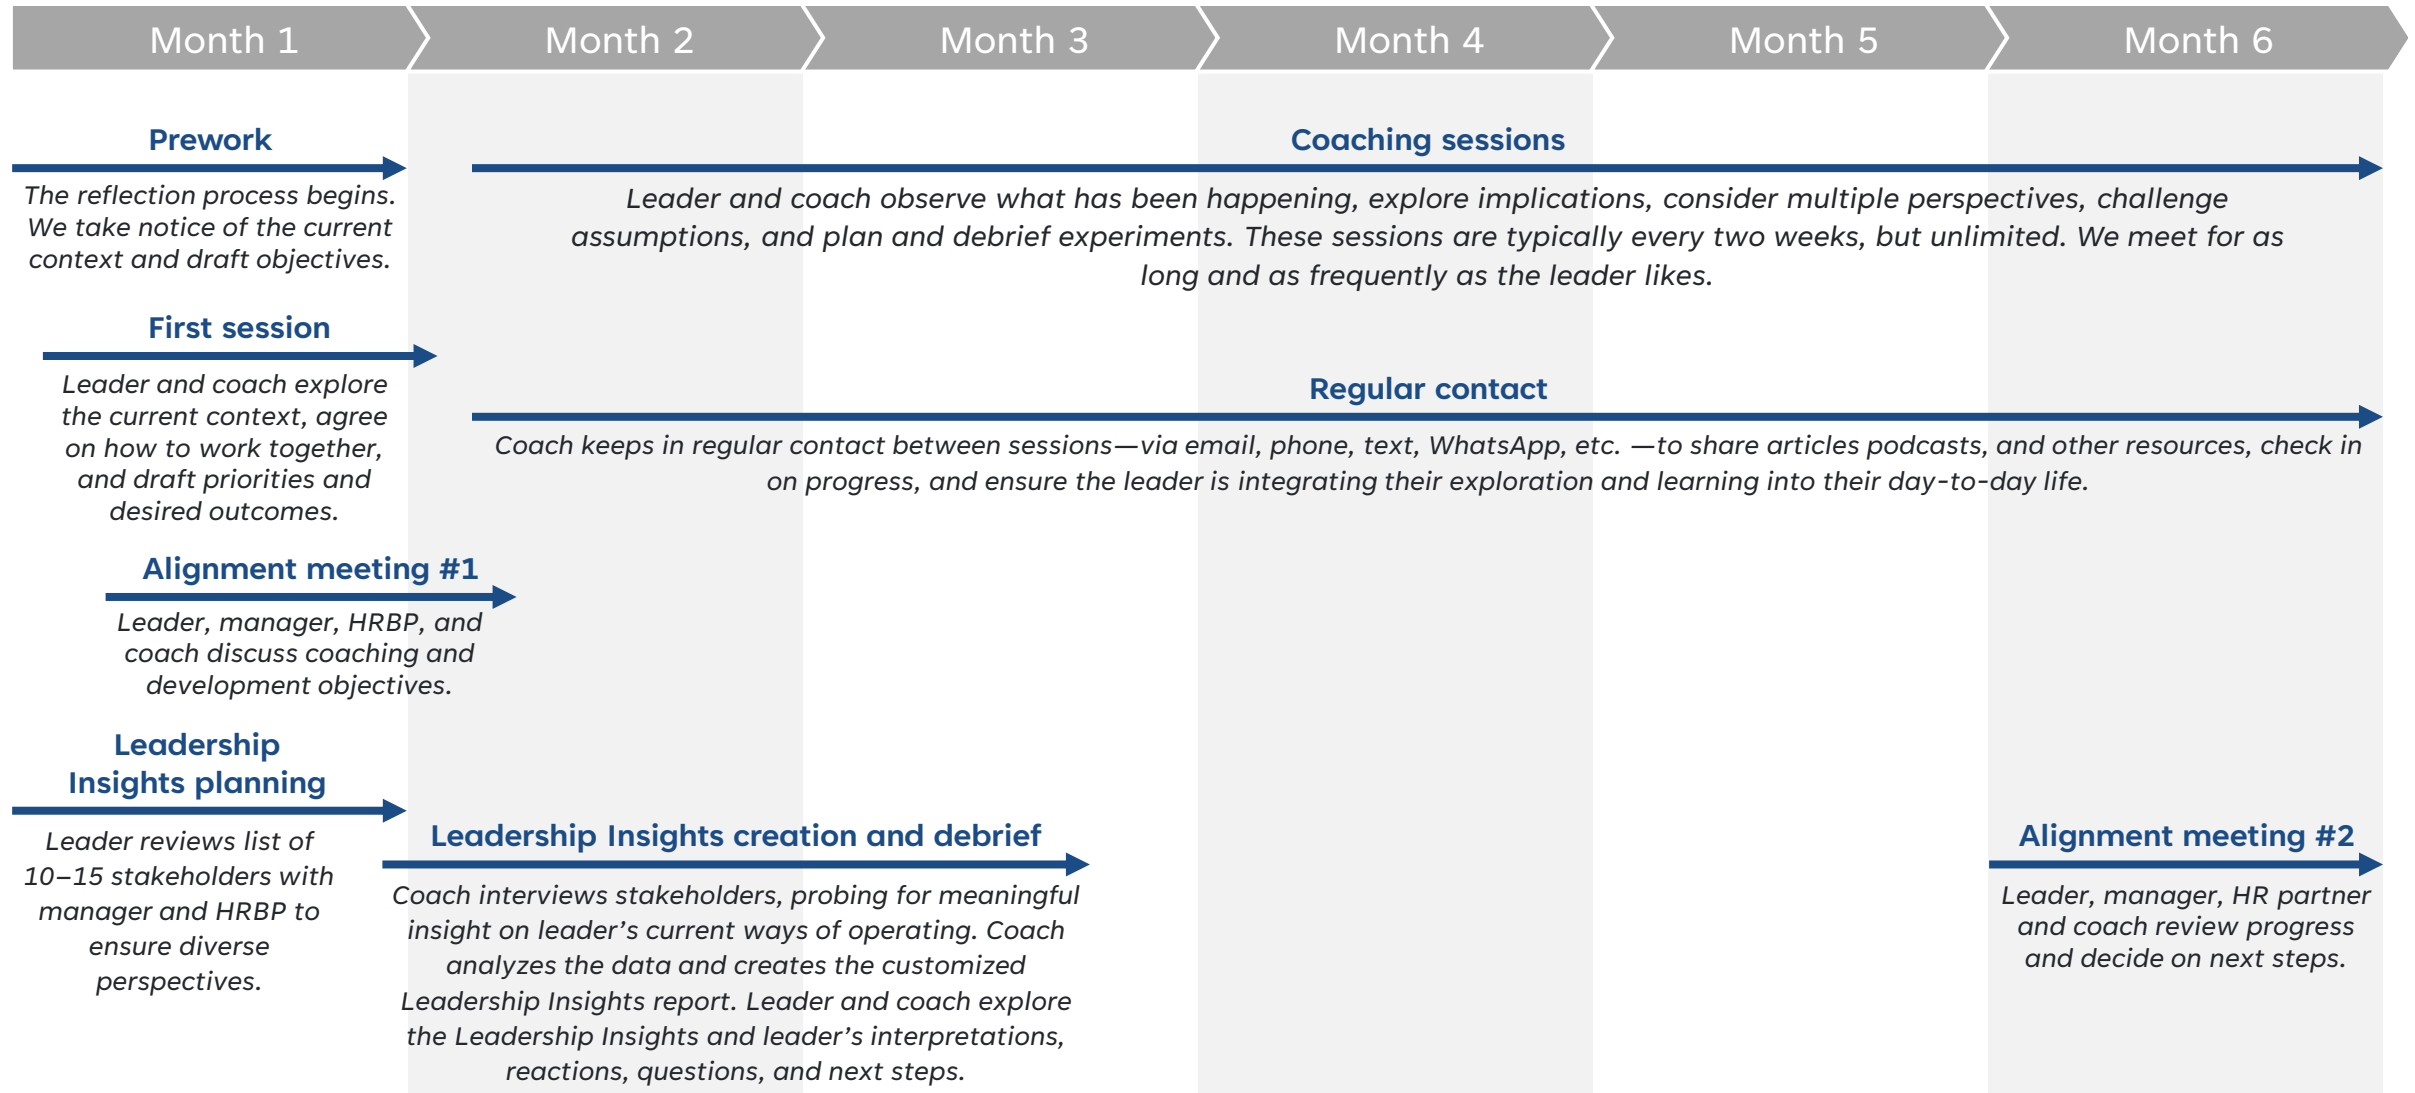 Month 1
Month 2
Month 3
Month 4
Month 5
Month 6
Prework
The reflection process begins.
We take notice of the current
context and draft objectives.
Coaching sessions
Leader and coach observe what has been happening, explore implications, consider multiple perspectives, challenge
assumptions, and plan and debrief experiments. These sessions are typically every two weeks, but unlimited. We meet for as
long and as frequently as the leader likes.
First session
Leader and coach explore
the current context, agree
on how to work together,
and draft priorities and
desired outcomes.
Regular contact
Coach keeps in regular contact between sessions—via email, phone, text, WhatsApp, etc. —to share articles podcasts, and other resources, check in
on progress, and ensure the leader is integrating their exploration and learning into their day-to-day life.
Alignment meeting #1
Leader, manager, HRBP, and
coach discuss coaching and
development objectives.
Leadership
Insights planning
Leader reviews list of
10–15 stakeholders with
manager and HRBP to
ensure diverse
perspectives.
Leadership Insights creation and debrief
Coach interviews stakeholders, probing for meaningful
insight on leader’s current ways of operating. Coach
analyzes the data and creates the customized
Leadership Insights report. Leader and coach explore
the Leadership Insights and leader’s interpretations,
reactions, questions, and next steps.
Alignment meeting #2
Leader, manager, HR partner
and coach review progress
and decide on next steps.